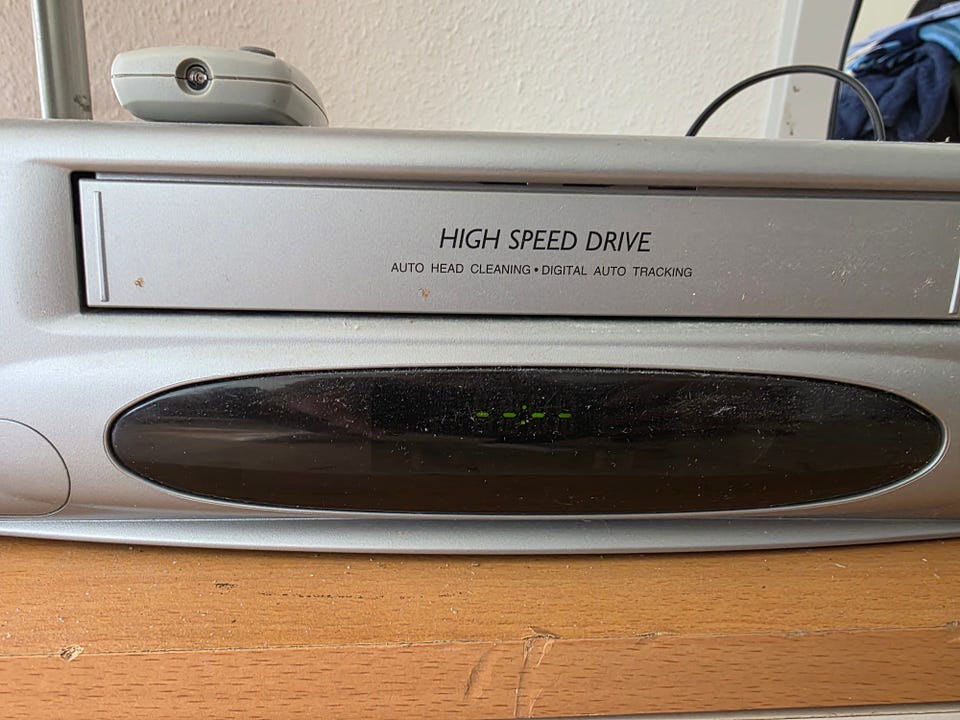 HIGH SPEED DRIVE
AUTO HEAD CLEANING • DIGITAL AUTO TRACKING
--:--